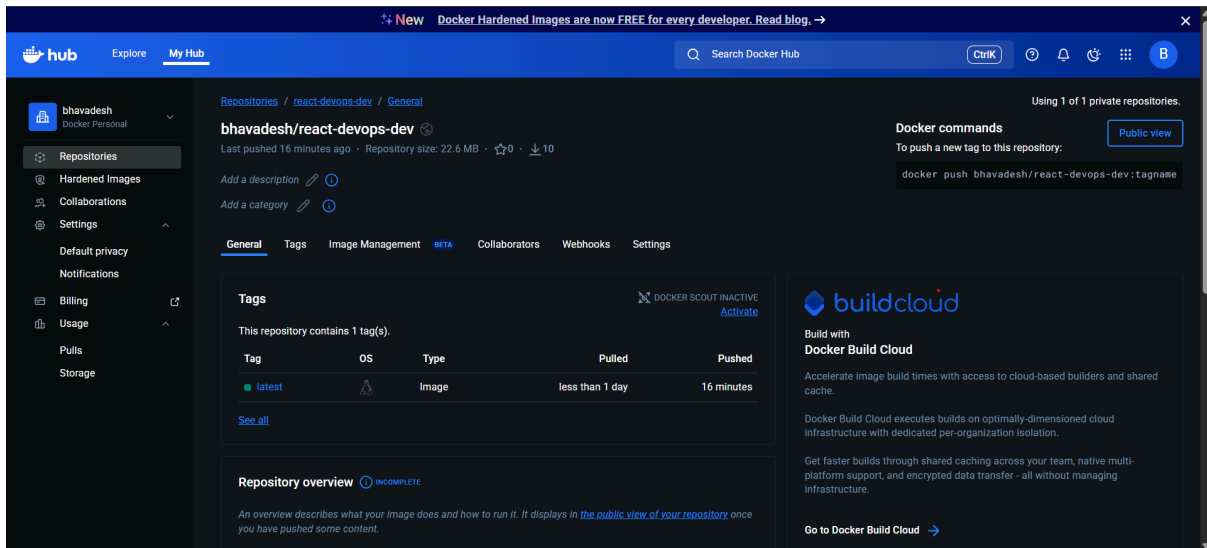 New Docker Hardened Images are now FREE for every developer. Read blog. →
hub Explore My Hub Search Docker Hub CtrlK B
bhavadesh
Docker Personal
Repositories
Hardened Images
Collaborations
Settings
Default privacy
Notifications
Billing
Usage
Pulls
Storage
Repositories / react-devops-dev / General
Using 1 of 1 private repositories.
bhavadesh/react-devops-dev
Last pushed 16 minutes ago · Repository size: 22.6 MB · 0 · 10
Add a description
Add a category
Docker commands
Public view
To push a new tag to this repository:
docker push bhavadesh/react-devops-dev:tagname
General Tags Image Management BETA Collaborators Webhooks Settings
Tags
DOCKER SCOUT INACTIVE
Activate
This repository contains 1 tag(s).
Tag OS Type Pulled Pushed
latest Image less than 1 day 16 minutes
See all
Repository overview INCOMPLETE
An overview describes what your image does and how to run it. It displays in the public view of your repository once
you have pushed some content.
buildcloud
Build with
Docker Build Cloud
Accelerate image build times with access to cloud-based builders and shared
cache.
Docker Build Cloud executes builds on optimally-dimensioned cloud
infrastructure with dedicated per-organization isolation.
Get faster builds through shared caching across your team, native multi-
platform support, and encrypted data transfer - all without managing
infrastructure.
Go to Docker Build Cloud →